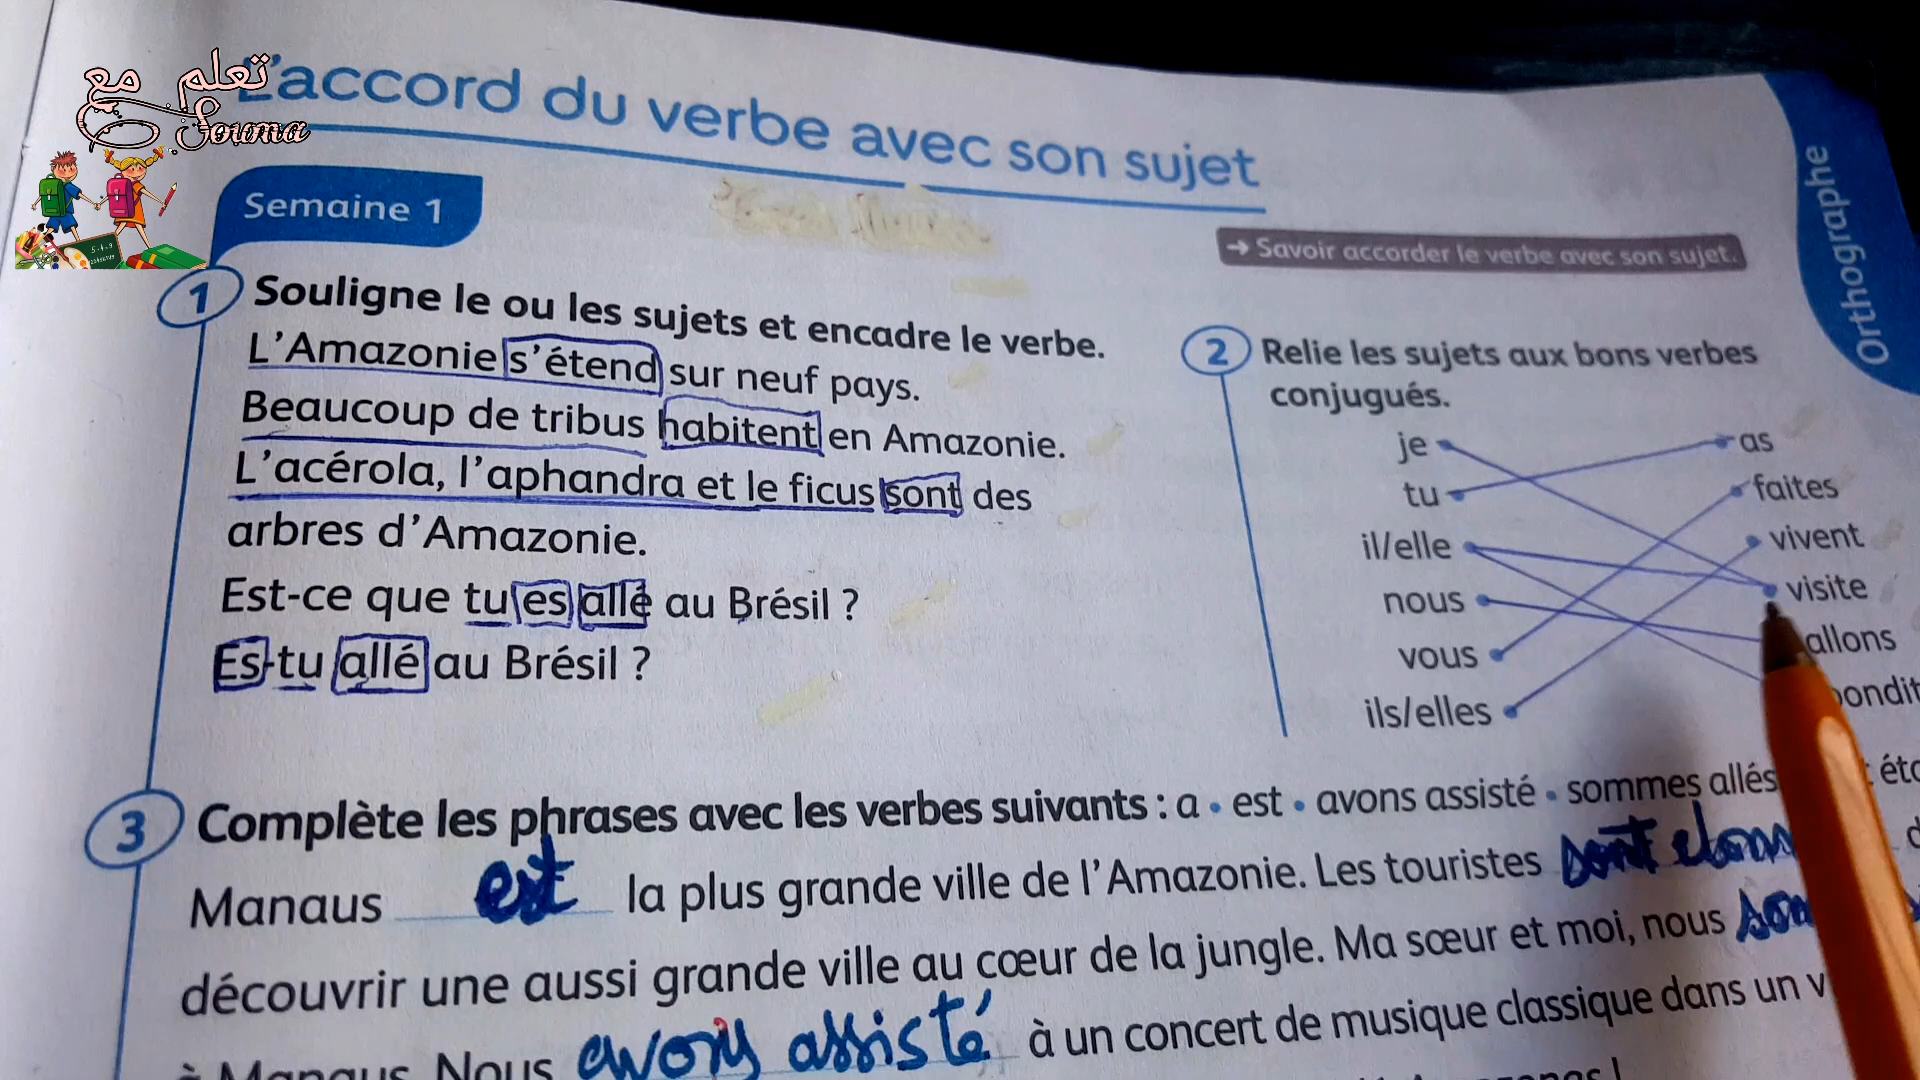 تعلم مع
Souma
L'accord du verbe avec son sujet
Semaine 1
→ Savoir accorder le verbe avec son sujet.
Orthographe
1 Souligne le ou les sujets et encadre le verbe.
L'Amazonie s'étend sur neuf pays.
Beaucoup de tribus habitent en Amazonie.
L'acérola, l'aphandra et le ficus sont des
arbres d'Amazonie.
Est-ce que tu es allé au Brésil ?
Es-tu allé au Brésil ?
2 Relie les sujets aux bons verbes
conjugués.
je as
tu faites
il/elle vivent
nous visite
vous allons
ils/elles
3 Complète les phrases avec les verbes suivants : a • est • avons assisté • sommes allés
Manaus est la plus grande ville de l'Amazonie. Les touristes sont
découvrir une aussi grande ville au cœur de la jungle. Ma sœur et moi, nous
à Manaus. Nous avons assisté à un concert de musique classique dans un